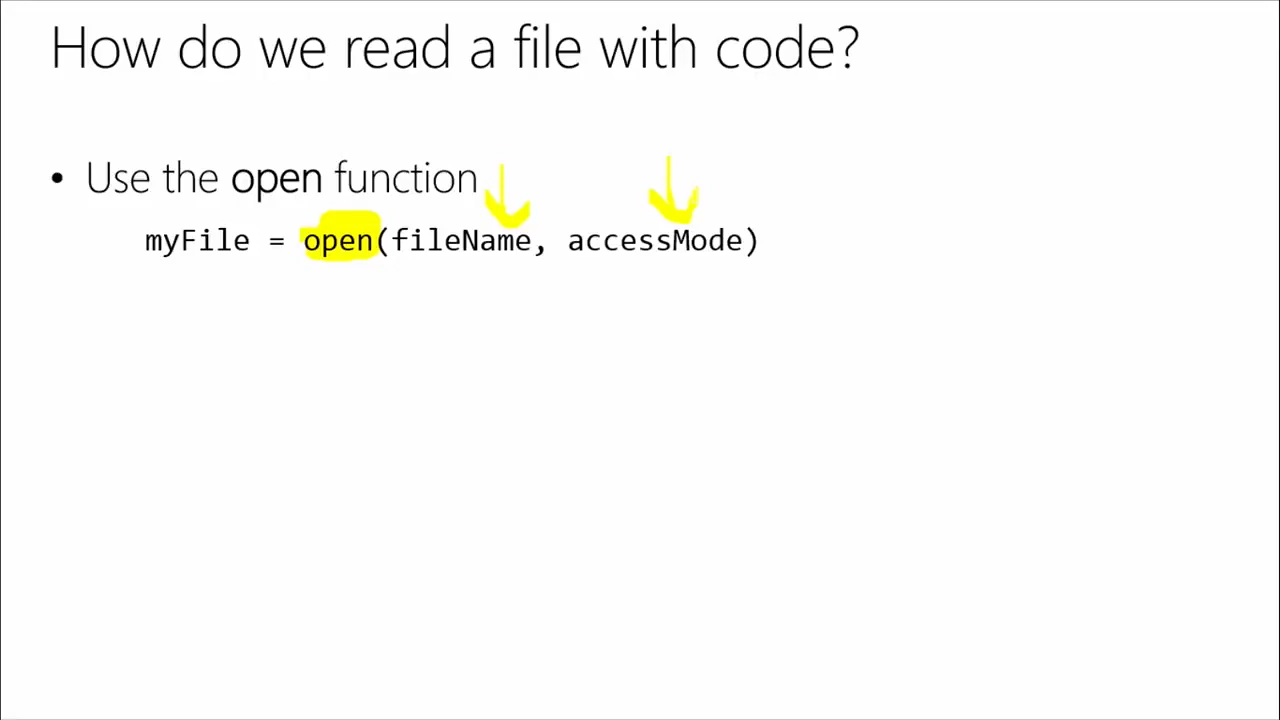 How do we read a file with code?
• Use the open function
myFile = open(fileName, accessMode)